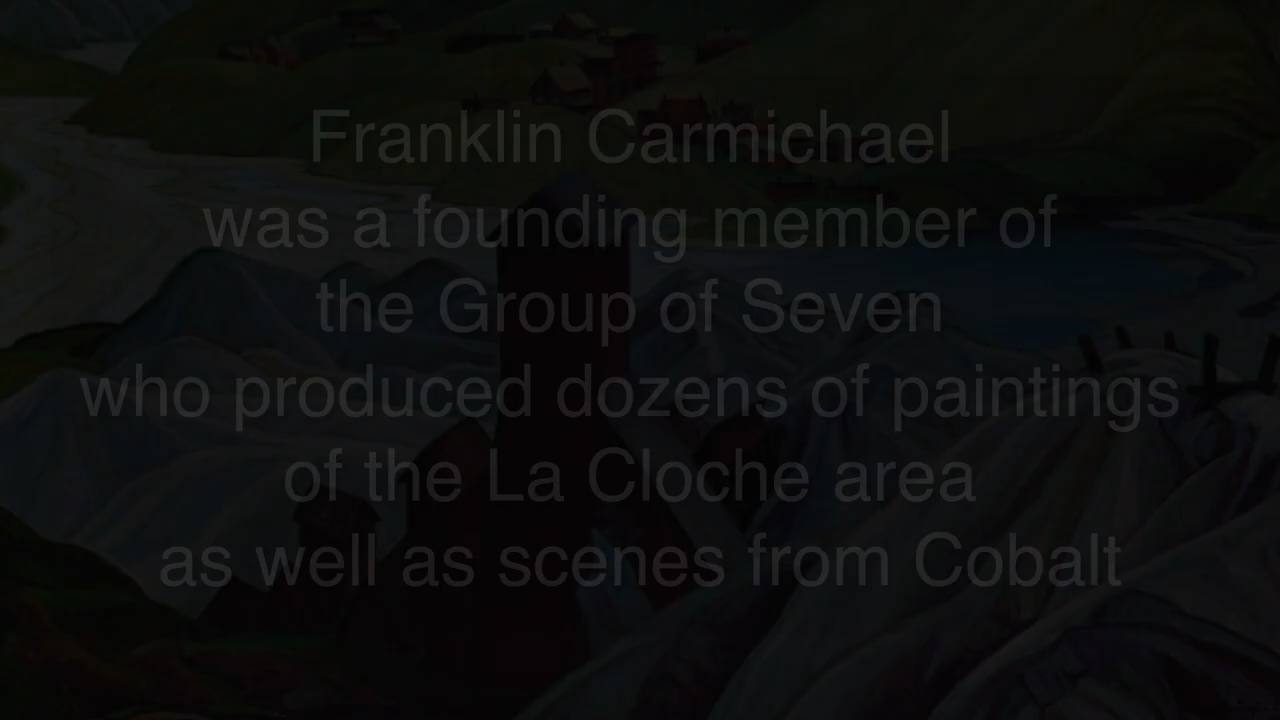 Franklin Carmichael
was a founding member of
the Group of Seven
who produced dozens of paintings
of the La Cloche area
as well as scenes from Cobalt